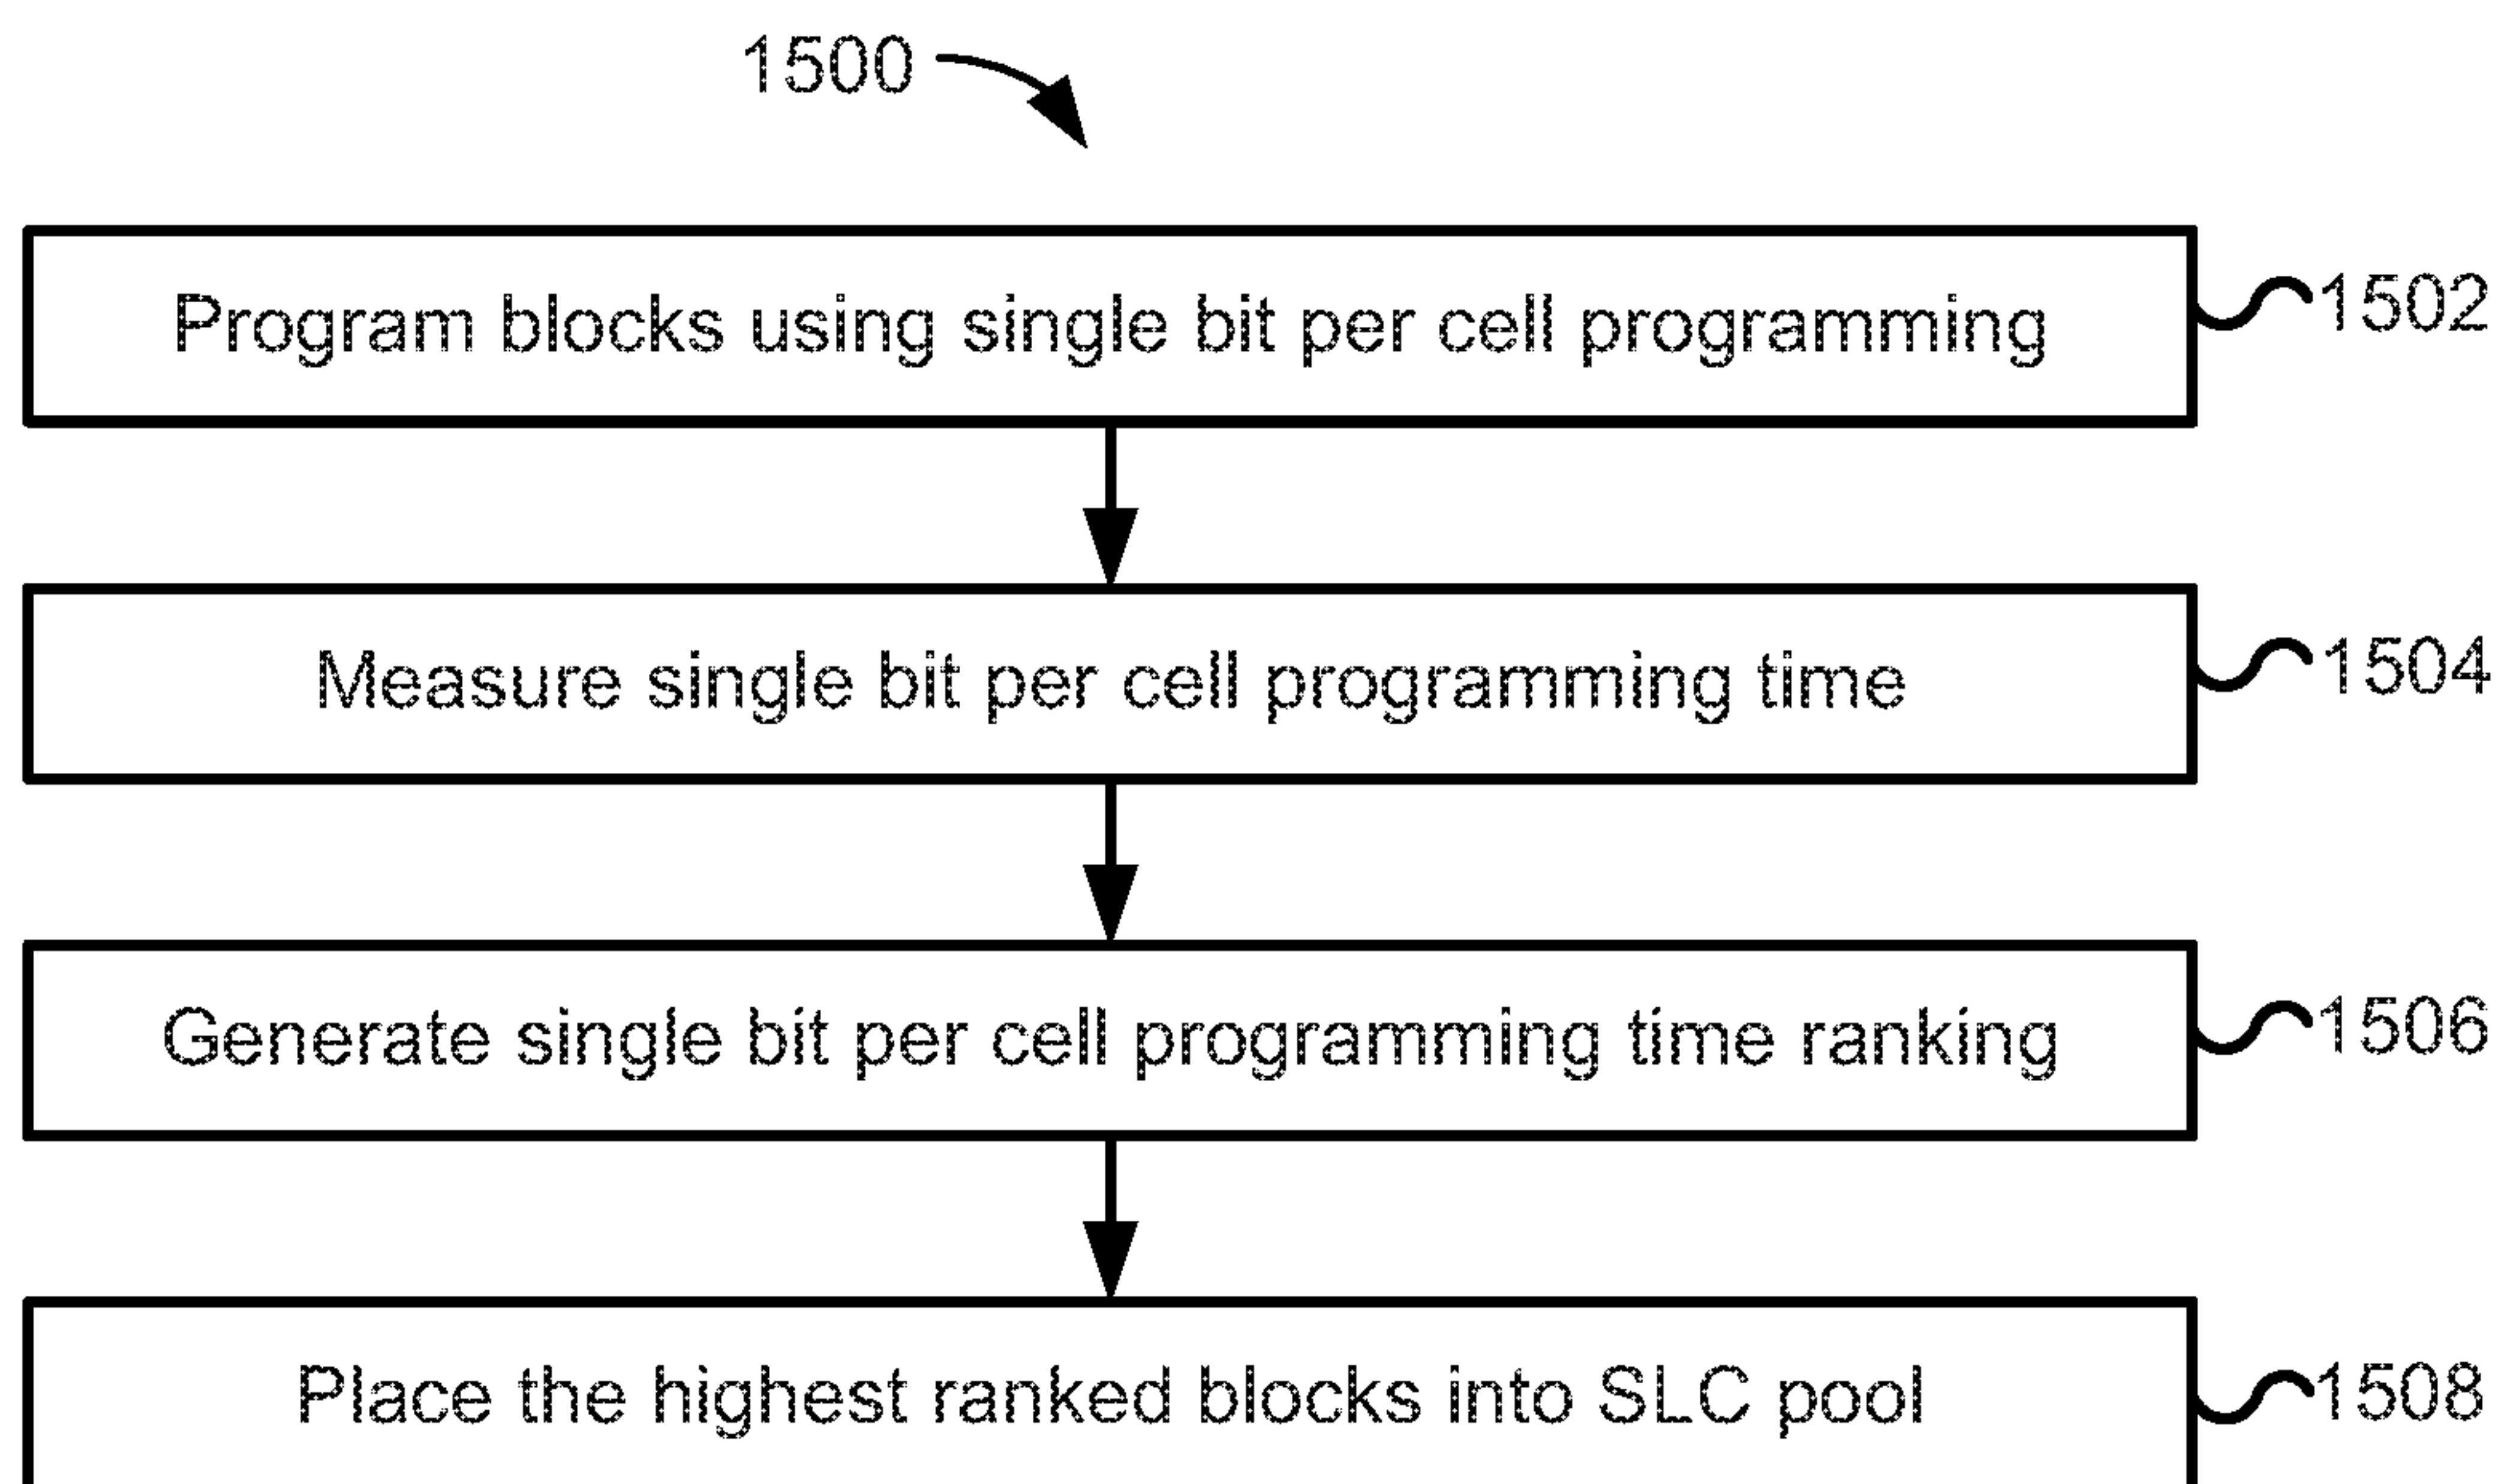 1500
Program blocks using single bit per cell programming
1502
Measure single bit per cell programming time
1504
Generate single bit per cell programming time ranking
1506
Place the highest ranked blocks into SLC pool
1508